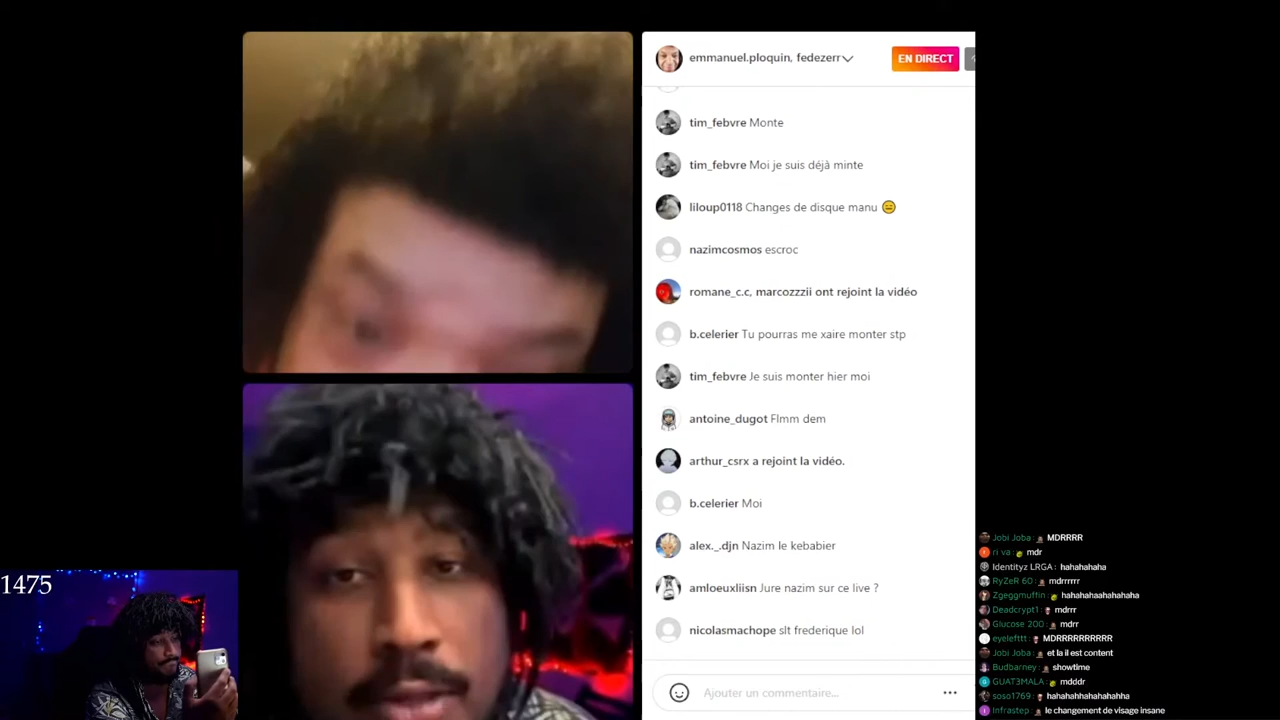 emmanuel.ploquin, fedezerr
EN DIRECT
tim_febvre Monte
tim_febvre Moi je suis déjà minte
liloup0118 Changes de disque manu
nazimcosmos escroc
romane_c.c, marcozzzii ont rejoint la vidéo
b.celerier Tu pourras me xaire monter stp
tim_febvre Je suis monter hier moi
antoine_dugot Flmm dem
arthur_csrx a rejoint la vidéo.
b.celerier Moi
alex._.djn Nazim le kebabier
amloeuxliisn Jure nazim sur ce live ?
nicolasmachope slt frederique lol
Ajouter un commentaire...
1475
Jobi Joba : MDRRRR
ri va : mdr
Identityz LRGA : hahahahaha
RyZeR 60 : mdrrrrrr
Zgeggmuffin : hahahahaahahahaha
Deadcrypt1 : mdrrr
Glucose 200 : mdrr
eyelefttt : MDRRRRRRRRRR
Jobi Joba : et la il est content
Budbarney : showtime
GUAT3MALA : mdddr
soso1769 : hahahahhahahahahha
Infrastep : le changement de visage insane